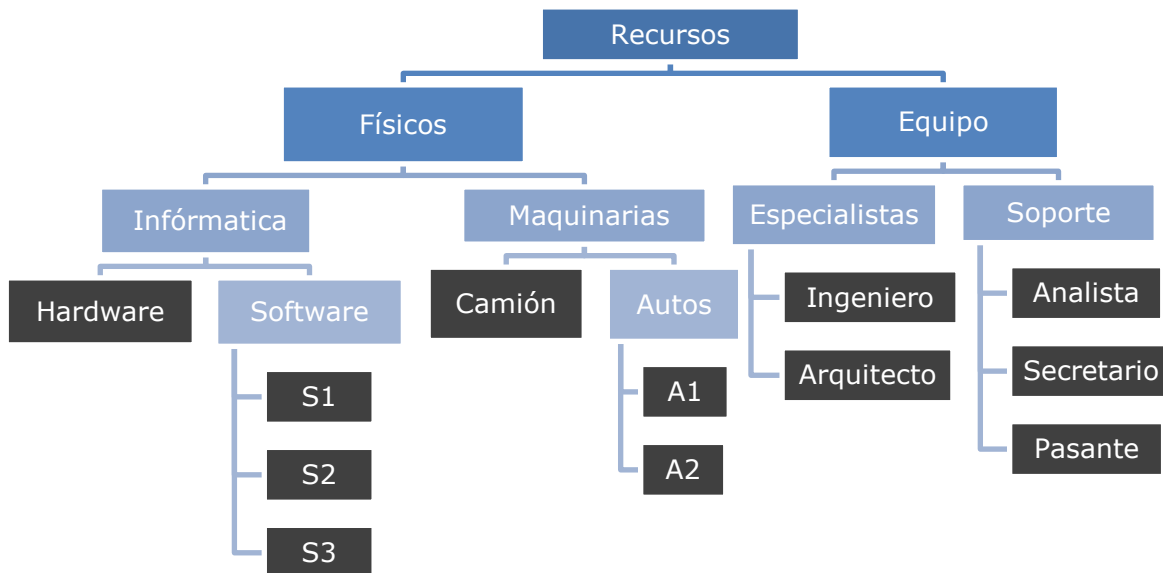 Recursos
Físicos
Equipo
Infórmatica
Maquinarias
Especialistas
Soporte
Hardware
Software
Camión
Autos
Ingeniero
Analista
Arquitecto
Secretario
S1
A1
S2
A2
Pasante
S3